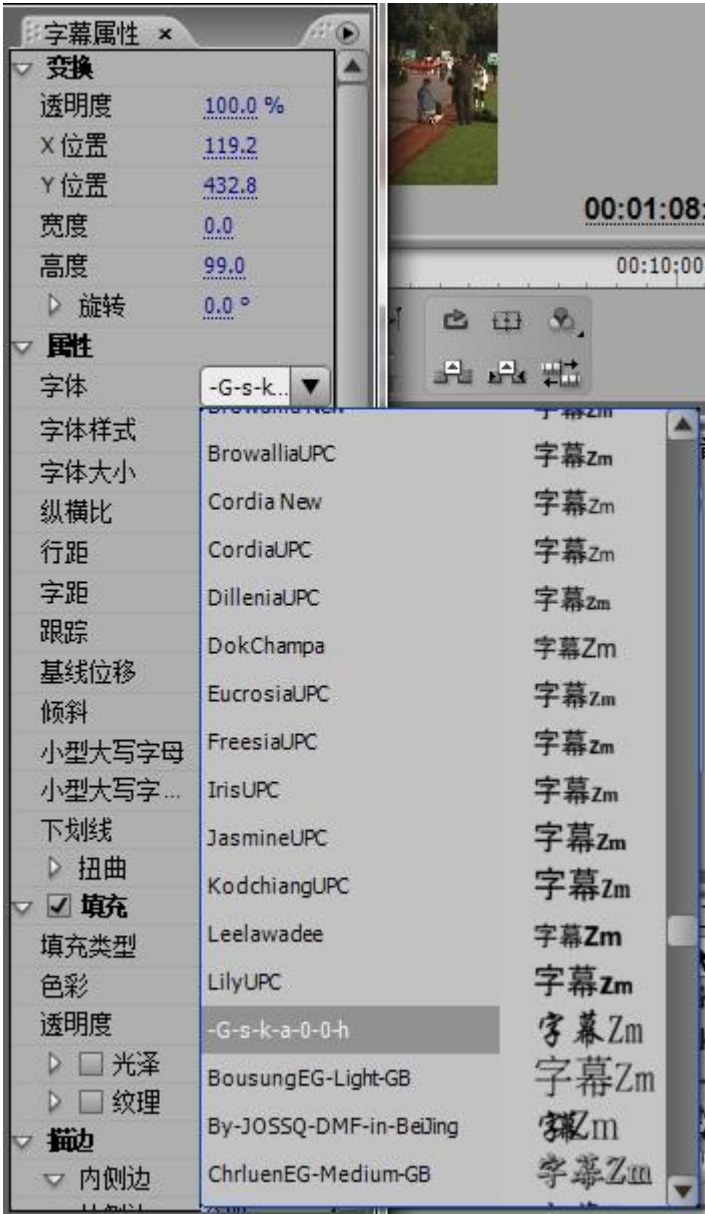 字幕属性 ×
变换
透明度 100.0 %
X 位置 119.2
Y 位置 432.8
00:01:08:
宽度 0.0
高度 99.0
00:10:00
旋转 0.0 °
属性
字体 -G-s-k...
字体样式
字体大小
纵横比
行距
字距
跟踪
基线位移
倾斜
小型大写字母
小型大写字...
下划线
扭曲
填充
填充类型
色彩
透明度
光泽
纹理
描边
内侧边
BrowalliaUPC 字幕Zm
Cordia New 字幕Zm
CordiaUPC 字幕Zm
DilleniaUPC 字幕Zm
DokChampa 字幕Zm
EucrosiaUPC 字幕Zm
FreesiaUPC 字幕Zm
IrisUPC 字幕Zm
JasmineUPC 字幕Zm
KodchiangUPC 字幕Zm
Leelawadee 字幕Zm
LilyUPC 字幕Zm
-G-s-k-a-0-0-h 字幕Zm
BousungEG-Light-GB 字幕Zm
By-JOSSQ-DMF-in-BeiJing 字幕Zm
ChrluenEG-Medium-GB 字幕Zm